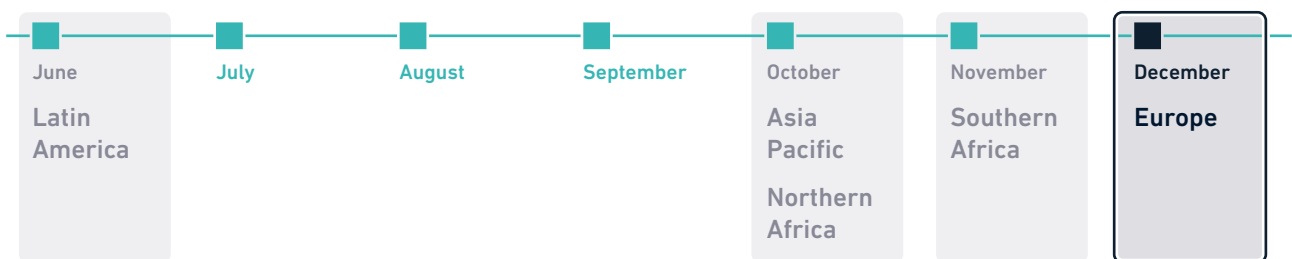 June
Latin
America
July
August
September
October
Asia
Pacific
Northern
Africa
November
Southern
Africa
December
Europe